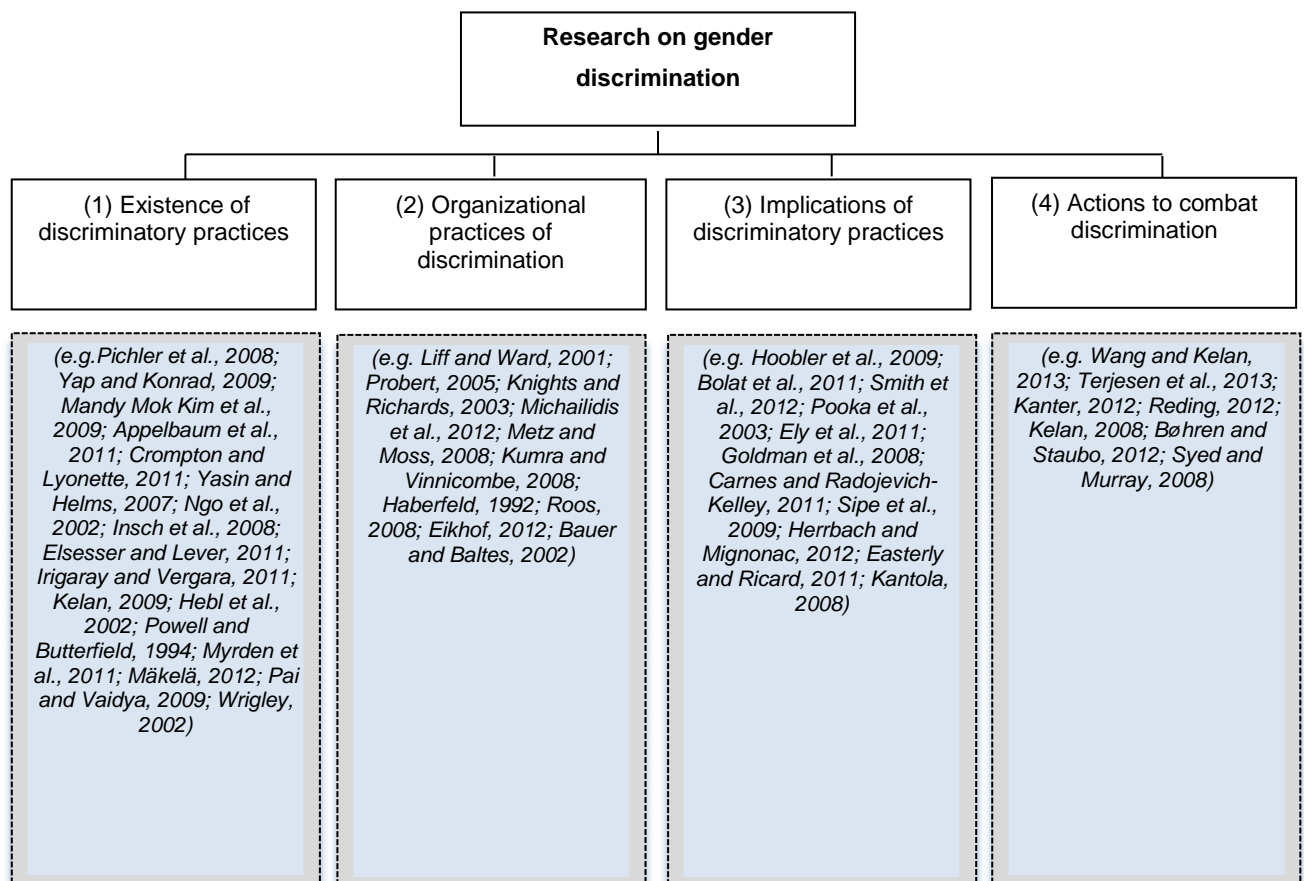 Research on gender
discrimination
(1) Existence of
discriminatory practices
(2) Organizational
practices of
discrimination
(3) Implications of
discriminatory practices
(4) Actions to combat
discrimination
(e.g.Pichler et al., 2008;
Yap and Konrad, 2009;
Mandy Mok Kim et al.,
2009; Appelbaum et al.,
2011; Crompton and
Lyonette, 2011; Yasin and
Helms, 2007; Ngo et al.,
2002; Insch et al., 2008;
Elsesser and Lever, 2011;
Irigaray and Vergara, 2011;
Kelan, 2009; Hebl et al.,
2002; Powell and
Butterfield, 1994; Myrden et
al., 2011; Mäkelä, 2012; Pai
and Vaidya, 2009; Wrigley,
2002)
(e.g. Liff and Ward, 2001;
Probert, 2005; Knights and
Richards, 2003; Michailidis
et al., 2012; Metz and
Moss, 2008; Kumra and
Vinnicombe, 2008;
Haberfeld, 1992; Roos,
2008; Eikhof, 2012; Bauer
and Baltes, 2002)
(e.g. Hoobler et al., 2009;
Bolat et al., 2011; Smith et
al., 2012; Pooka et al.,
2003; Ely et al., 2011;
Goldman et al., 2008;
Carnes and Radojevich-
Kelley, 2011; Sipe et al.,
2009; Herrbach and
Mignonac, 2012; Easterly
and Ricard, 2011; Kantola,
2008)
(e.g. Wang and Kelan,
2013; Terjesen et al., 2013;
Kanter, 2012; Reding, 2012;
Kelan, 2008; Bøhren and
Staubo, 2012; Syed and
Murray, 2008)